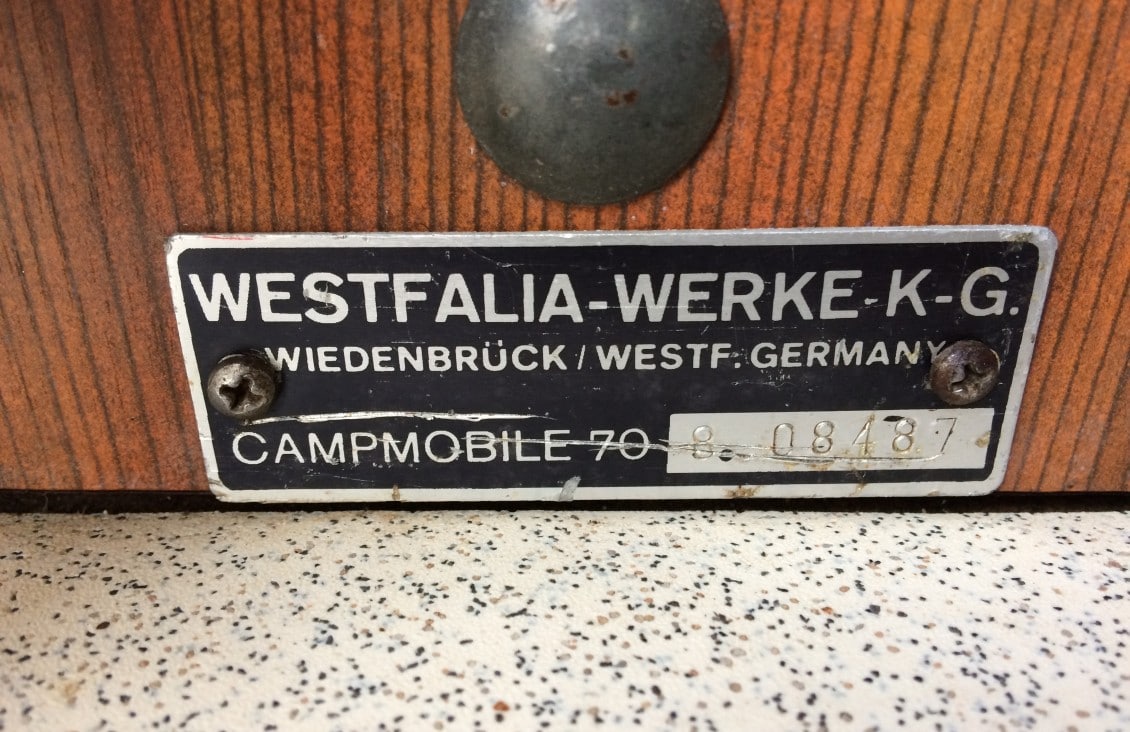 WESTFALIA-WERKE-K-G.
WIEDENBRÜCK / WESTF. GERMANY
CAMPMOBILE 70 8. 08487